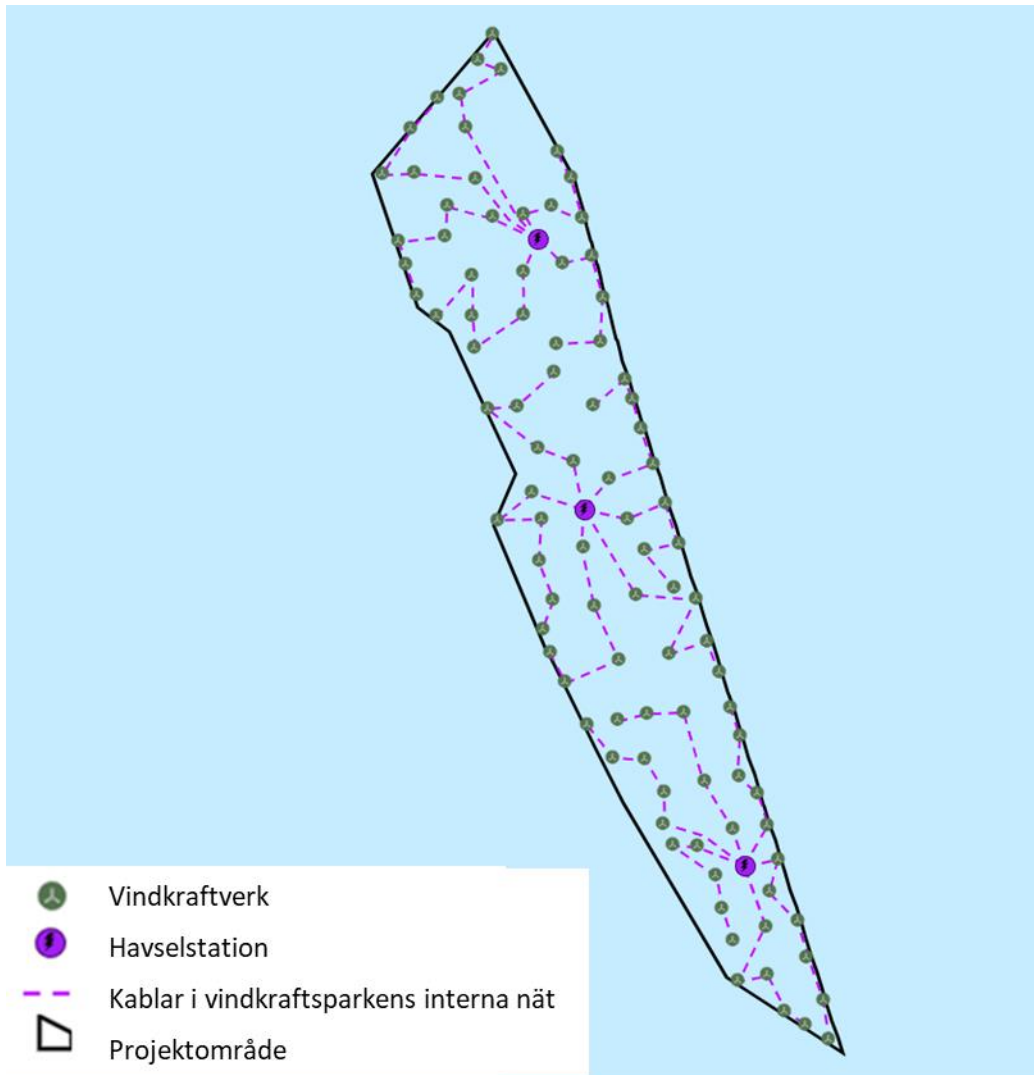 Vindkraftverk
Havselstation
Kablar i vindkraftsparkens interna nät
Projektområde